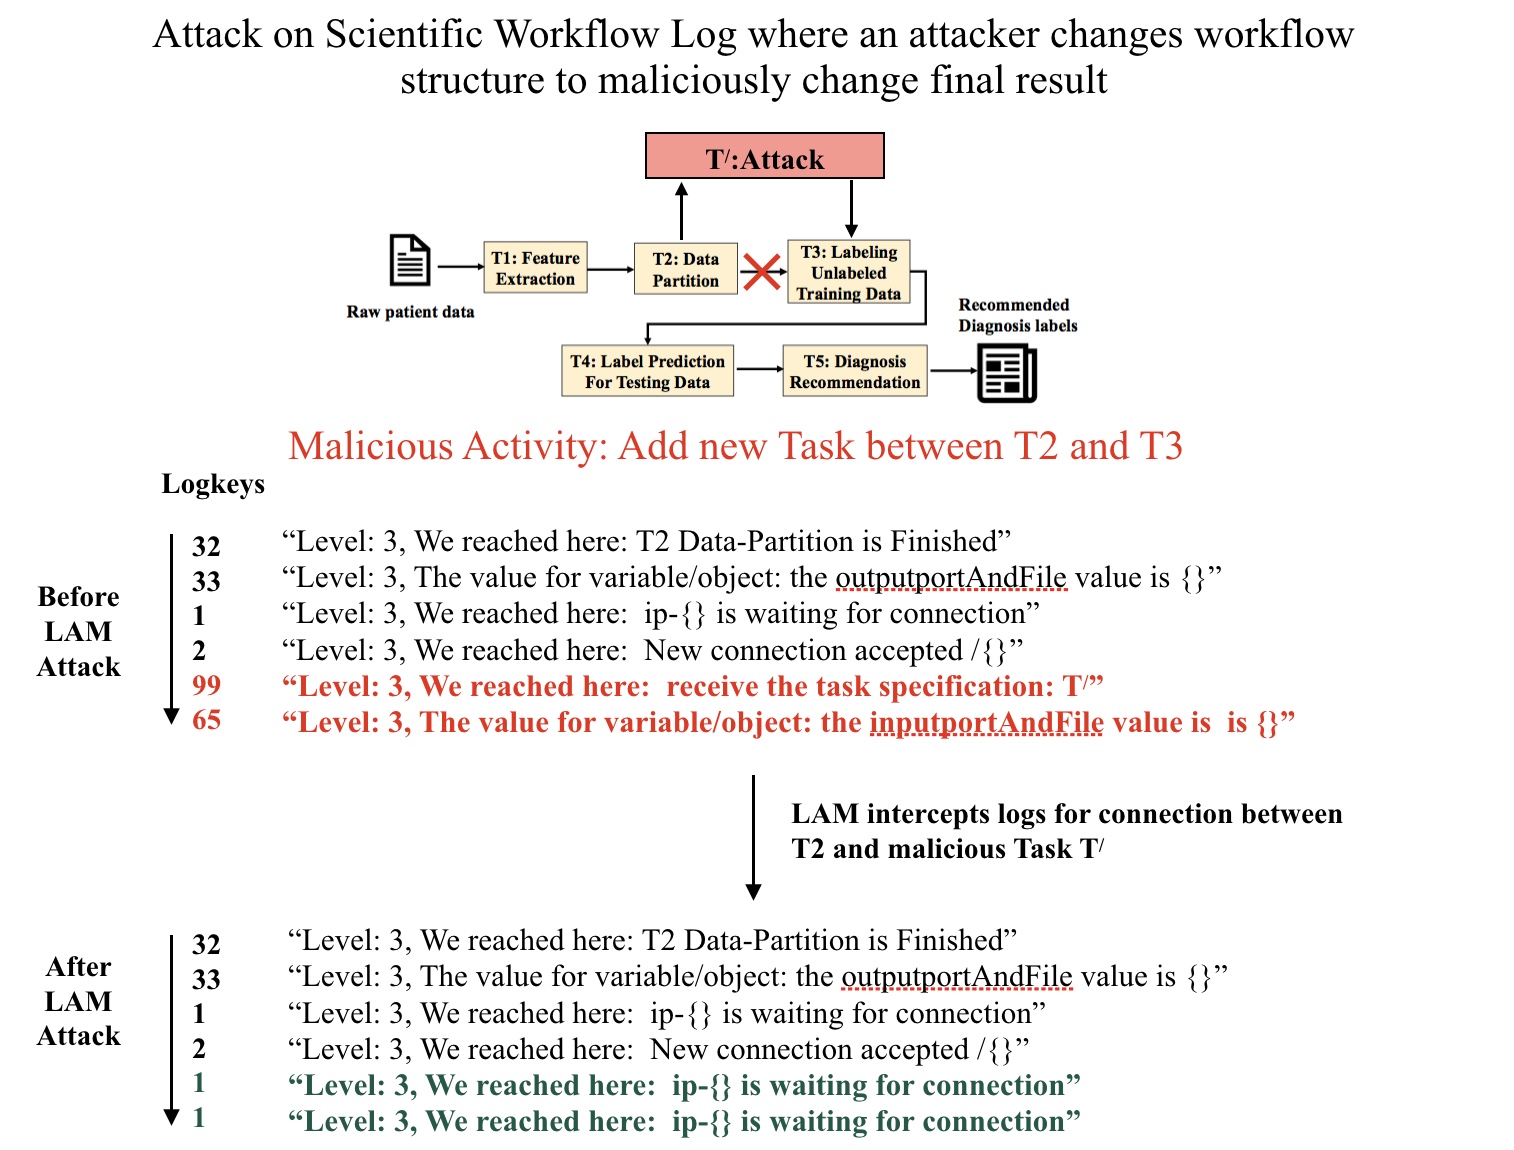 Attack on Scientific Workflow Log where an attacker changes workflow
structure to maliciously change final result
T/:Attack
T1: Feature
Extraction
T2: Data
Partition
T3: Labeling
Unlabeled
Training Data
Raw patient data
Recommended
Diagnosis labels
T4: Label Prediction
For Testing Data
T5: Diagnosis
Recommendation
Malicious Activity: Add new Task between T2 and T3
Logkeys
Before
LAM
Attack
32 “Level: 3, We reached here: T2 Data-Partition is Finished”
33 “Level: 3, The value for variable/object: the outputportAndFile value is {}”
1 “Level: 3, We reached here:  ip-{} is waiting for connection”
2 “Level: 3, We reached here:  New connection accepted /{}”
99 “Level: 3, We reached here:  receive the task specification: T/”
65 “Level: 3, The value for variable/object: the inputportAndFile value is  is {}”
LAM intercepts logs for connection between
T2 and malicious Task T/
After
LAM
Attack
32 “Level: 3, We reached here: T2 Data-Partition is Finished”
33 “Level: 3, The value for variable/object: the outputportAndFile value is {}”
1 “Level: 3, We reached here:  ip-{} is waiting for connection”
2 “Level: 3, We reached here:  New connection accepted /{}”
1 “Level: 3, We reached here:  ip-{} is waiting for connection”
1 “Level: 3, We reached here:  ip-{} is waiting for connection”